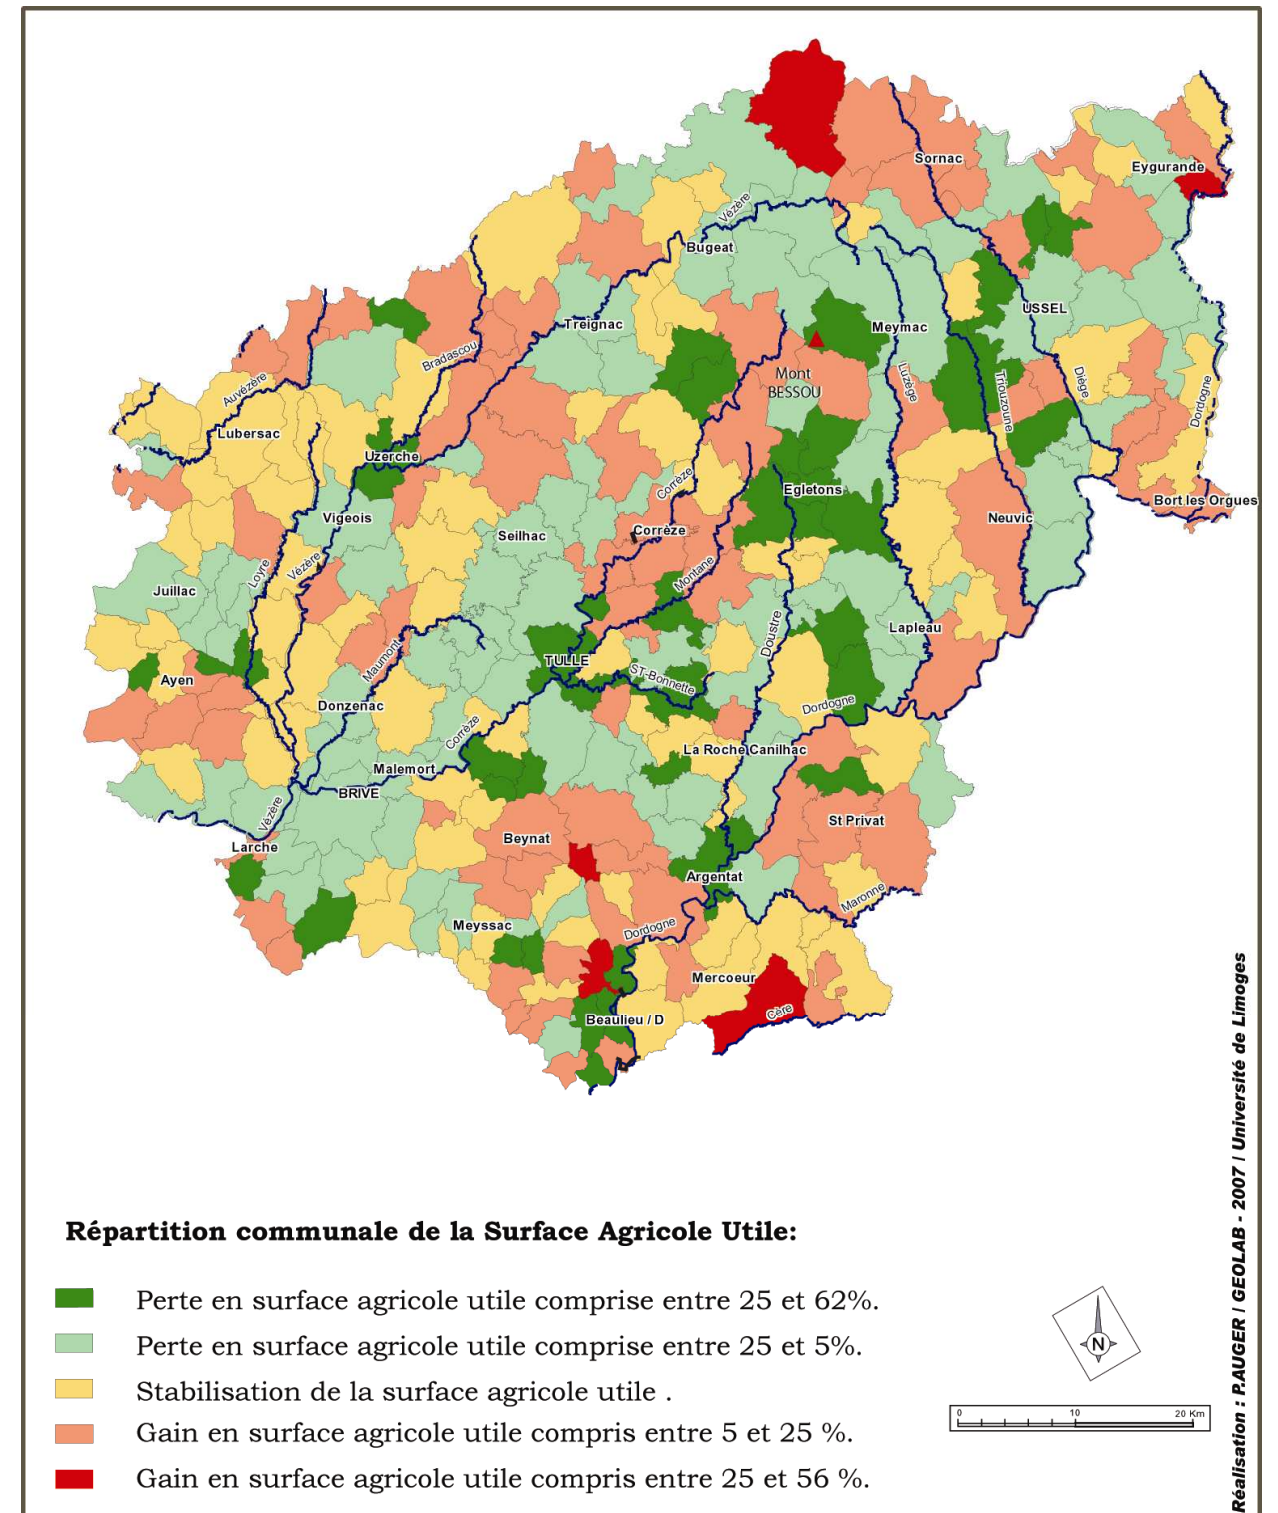 Sornac
Eygurande
Vézère
Bugeat
USSEL
Treignac
Meymac
Bradascou
Mont
BESSOU
Luzège
Triouzoune
Diège
Dordogne
Auvézère
Lubersac
Uzerche
Corrèze
Egletons
Bort les Orgues
Vigeois
Neuvic
Seilhac
Corrèze
Vézère
Loyre
Montane
Juillac
Doustre
Lapleau
Maumont
TULLE
ST-Bonnette
Ayen
Donzenac
Dordogne
Corrèze
La Roche Canilhac
Malemort
BRIVE
Vézère
St Privat
Beynat
Larche
Argentat
Maronne
Meyssac
Dordogne
Mercoeur
Cère
Beaulieu / D
Répartition communale de la Surface Agricole Utile:
Perte en surface agricole utile comprise entre 25 et 62%.
Perte en surface agricole utile comprise entre 25 et 5%.
Stabilisation de la surface agricole utile .
Gain en surface agricole utile compris entre 5 et 25 %.
Gain en surface agricole utile compris entre 25 et 56 %.
N
0 10 20 Km
Réalisation : P.AUGER / GEOLAB - 2007 / Université de Limoges